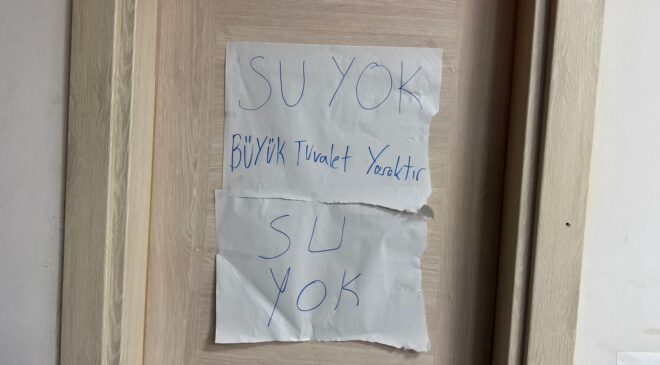 SU YOK
BÜYÜK Tuvalet Yasaktır
SU
YOK